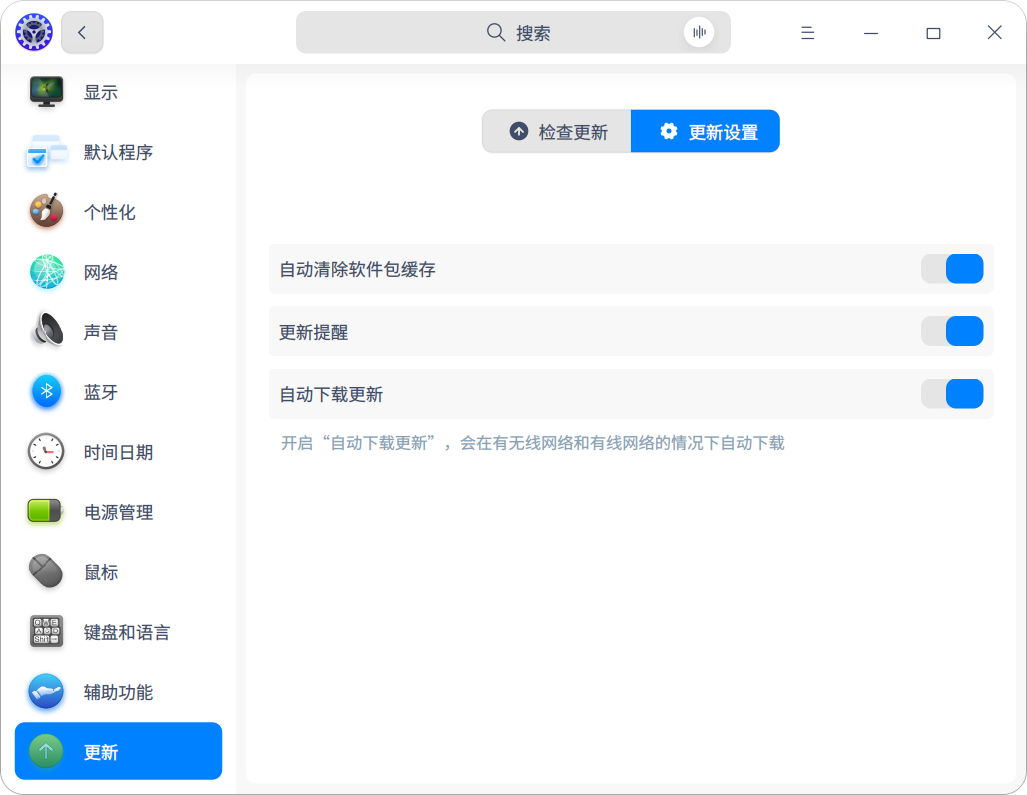 搜索
显示
默认程序
个性化
网络
声音
蓝牙
时间日期
电源管理
鼠标
键盘和语言
辅助功能
更新
检查更新
更新设置
自动清除软件包缓存
更新提醒
自动下载更新
开启“自动下载更新”，会在有无线网络和有线网络的情况下自动下载